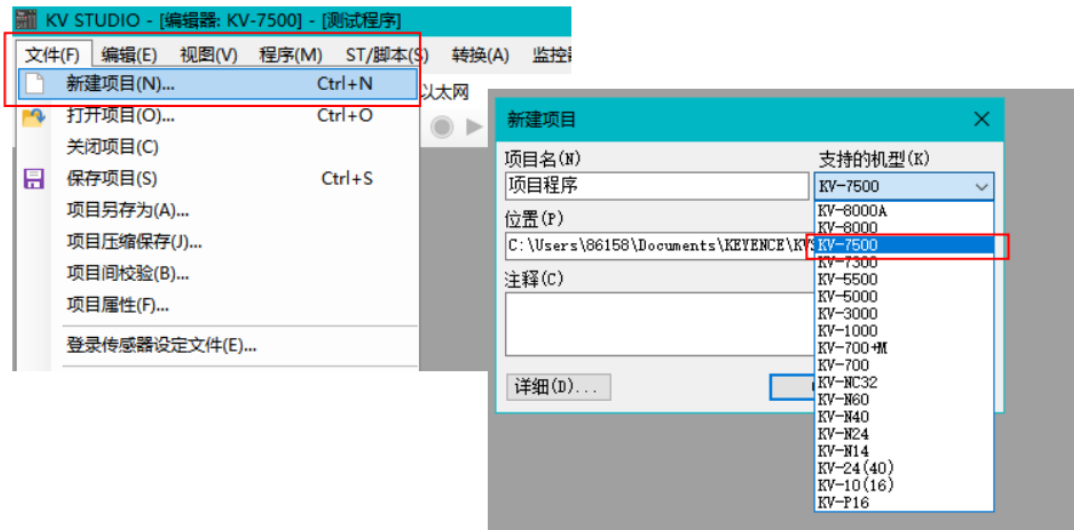 KV STUDIO - [编辑器: KV-7500] - [测试程序]
文件(F) 编辑(E) 视图(V) 程序(M) ST/脚本(S) 转换(A) 监控
新建项目(N)... Ctrl+N
以太网
打开项目(O)... Ctrl+O
关闭项目(C)
保存项目(S) Ctrl+S
项目另存为(A)...
项目压缩保存(J)...
项目间校验(B)...
项目属性(F)...
登录传感器设定文件(E)...
新建项目
项目名(N) 支持的机型(K)
项目程序 KV-7500
位置(P)
C:\Users\86158\Documents\KEYENCE\KVS
注释(C)
详细(D)...
KV-8000A
KV-8000
KV-7500
KV-7300
KV-5500
KV-5000
KV-3000
KV-1000
KV-700+M
KV-700
KV-NC32
KV-N60
KV-N40
KV-N24
KV-N14
KV-24(40)
KV-10(16)
KV-P16